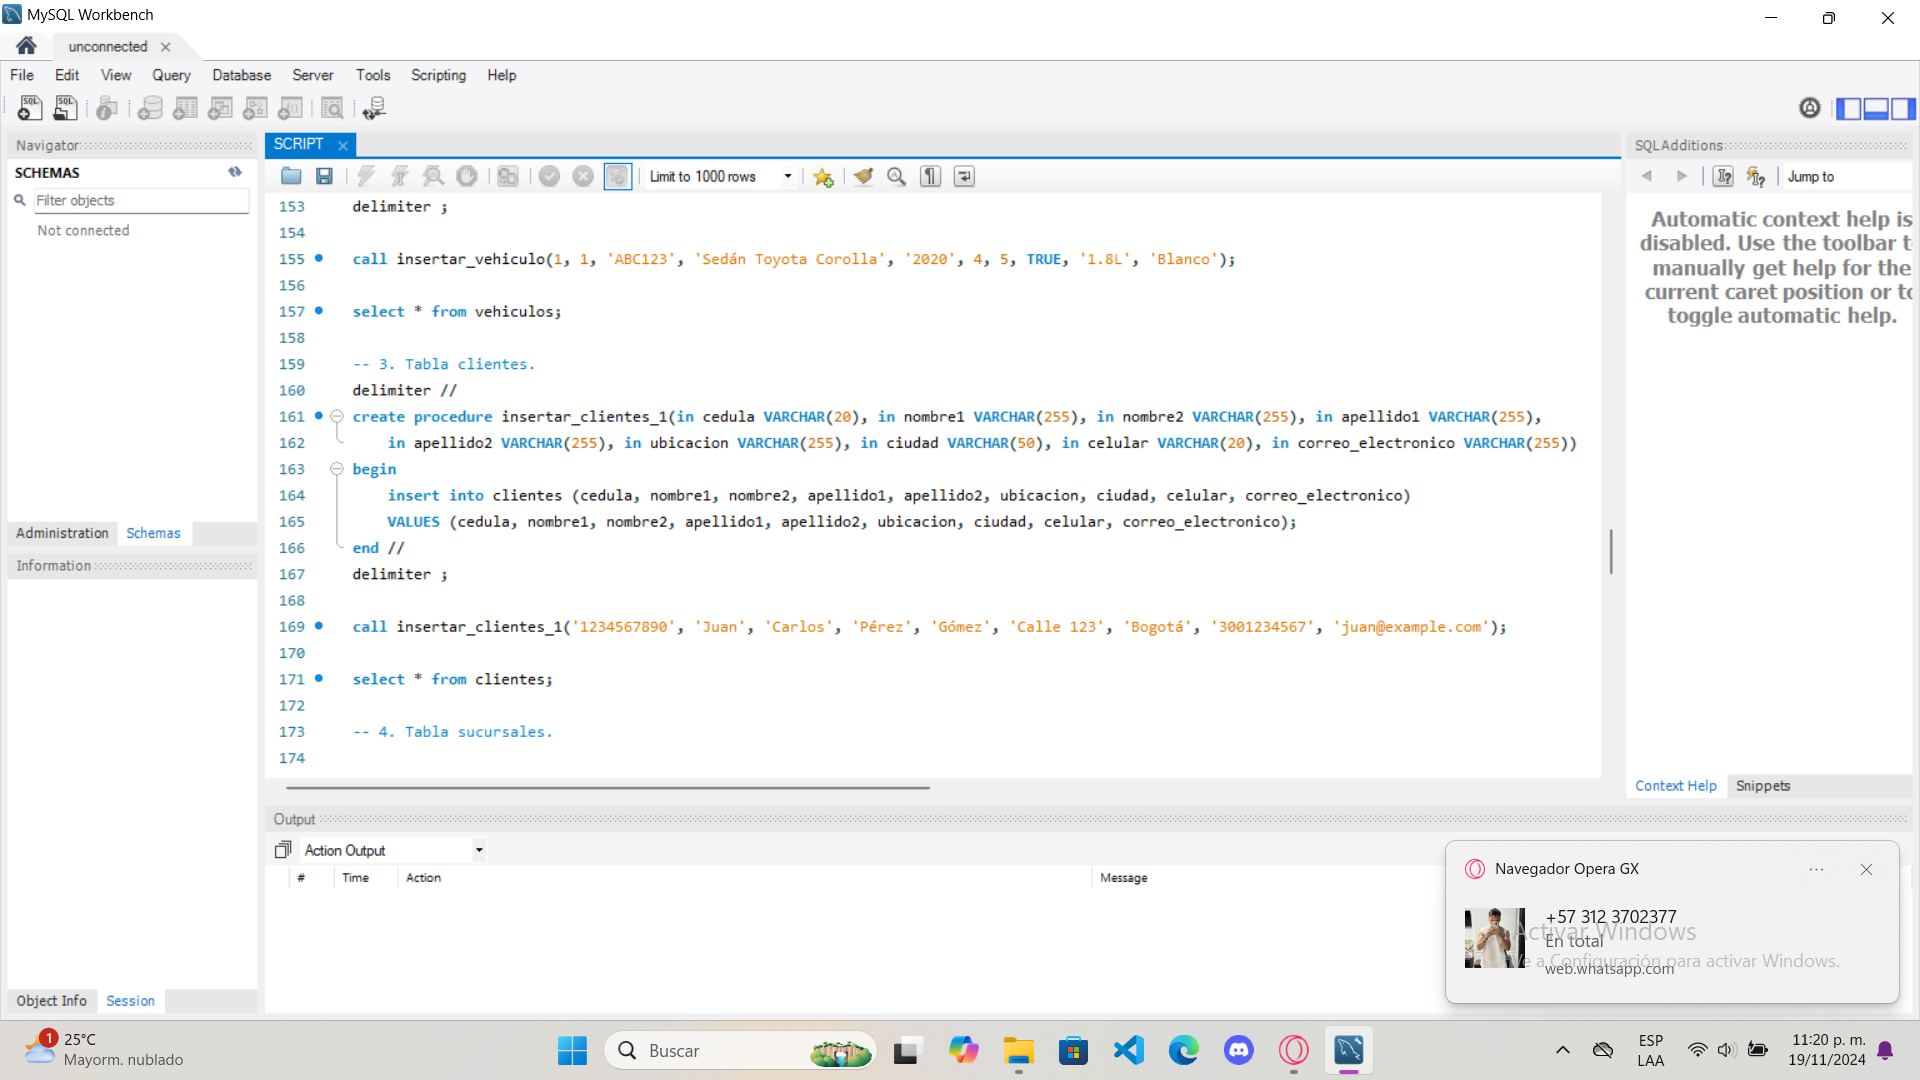 MySQL Workbench
unconnected
File Edit View Query Database Server Tools Scripting Help
Navigator
SCHEMAS
Filter objects
Not connected
Administration Schemas
Information
Object Info Session
SCRIPT
Limit to 1000 rows
153 delimiter ;
154
155 call insertar_vehiculo(1, 1, 'ABC123', 'Sedán Toyota Corolla', '2020', 4, 5, TRUE, '1.8L', 'Blanco');
156
157 select * from vehiculos;
158
159 -- 3. Tabla clientes.
160 delimiter //
161 create procedure insertar_clientes_1(in cedula VARCHAR(20), in nombre1 VARCHAR(255), in nombre2 VARCHAR(255), in apellido1 VARCHAR(255),
162 in apellido2 VARCHAR(255), in ubicacion VARCHAR(255), in ciudad VARCHAR(50), in celular VARCHAR(20), in correo_electronico VARCHAR(255))
163 begin
164 insert into clientes (cedula, nombre1, nombre2, apellido1, apellido2, ubicacion, ciudad, celular, correo_electronico)
165 VALUES (cedula, nombre1, nombre2, apellido1, apellido2, ubicacion, ciudad, celular, correo_electronico);
166 end //
167 delimiter ;
168
169 call insertar_clientes_1('1234567890', 'Juan', 'Carlos', 'Pérez', 'Gómez', 'Calle 123', 'Bogotá', '3001234567', 'juan@example.com');
170
171 select * from clientes;
172
173 -- 4. Tabla sucursales.
174
SQLAdditions
Jump to
Automatic context help is
disabled. Use the toolbar t
manually get help for the
current caret position or to
toggle automatic help.
Context Help Snippets
Output
Action Output
# Time Action Message
Navegador Opera GX
+57 312 3702377
En total
web.whatsapp.com
Activar Windows
Ve a Configuración para activar Windows.
1
25°C
Mayorm. nublado
Buscar
ESP
LAA
11:20 p. m.
19/11/2024